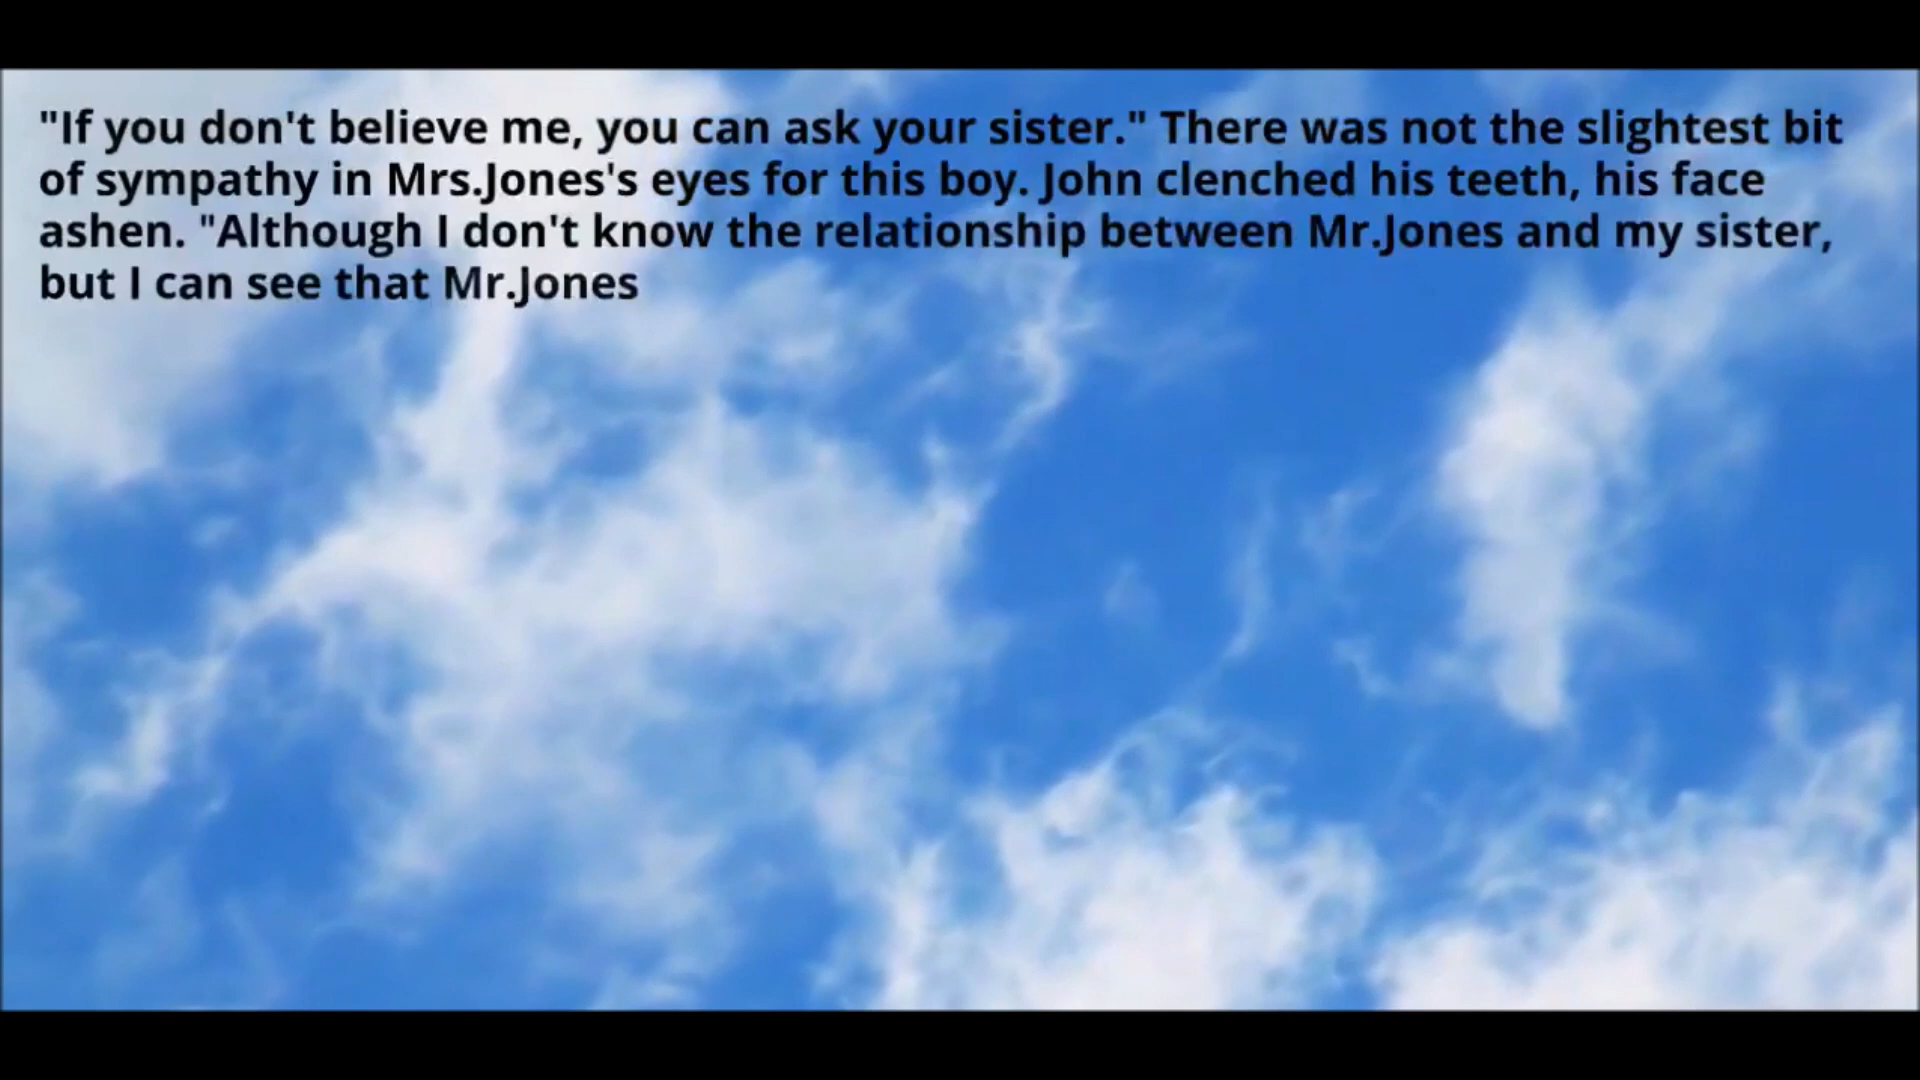 "If you don't believe me, you can ask your sister." There was not the slightest bit
of sympathy in Mrs.Jones's eyes for this boy. John clenched his teeth, his face
ashen. "Although I don't know the relationship between Mr.Jones and my sister,
but I can see that Mr.Jones